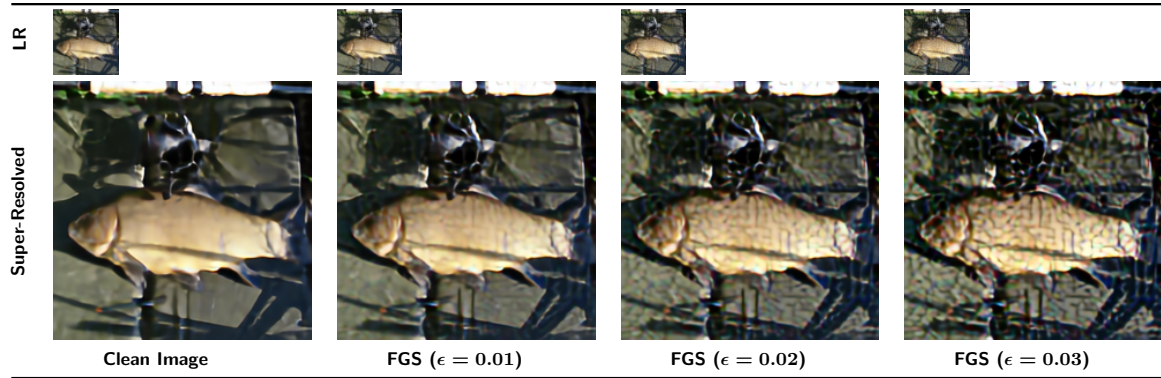 LR
Super-Resolved
Clean Image
FGS (ϵ = 0.01)
FGS (ϵ = 0.02)
FGS (ϵ = 0.03)